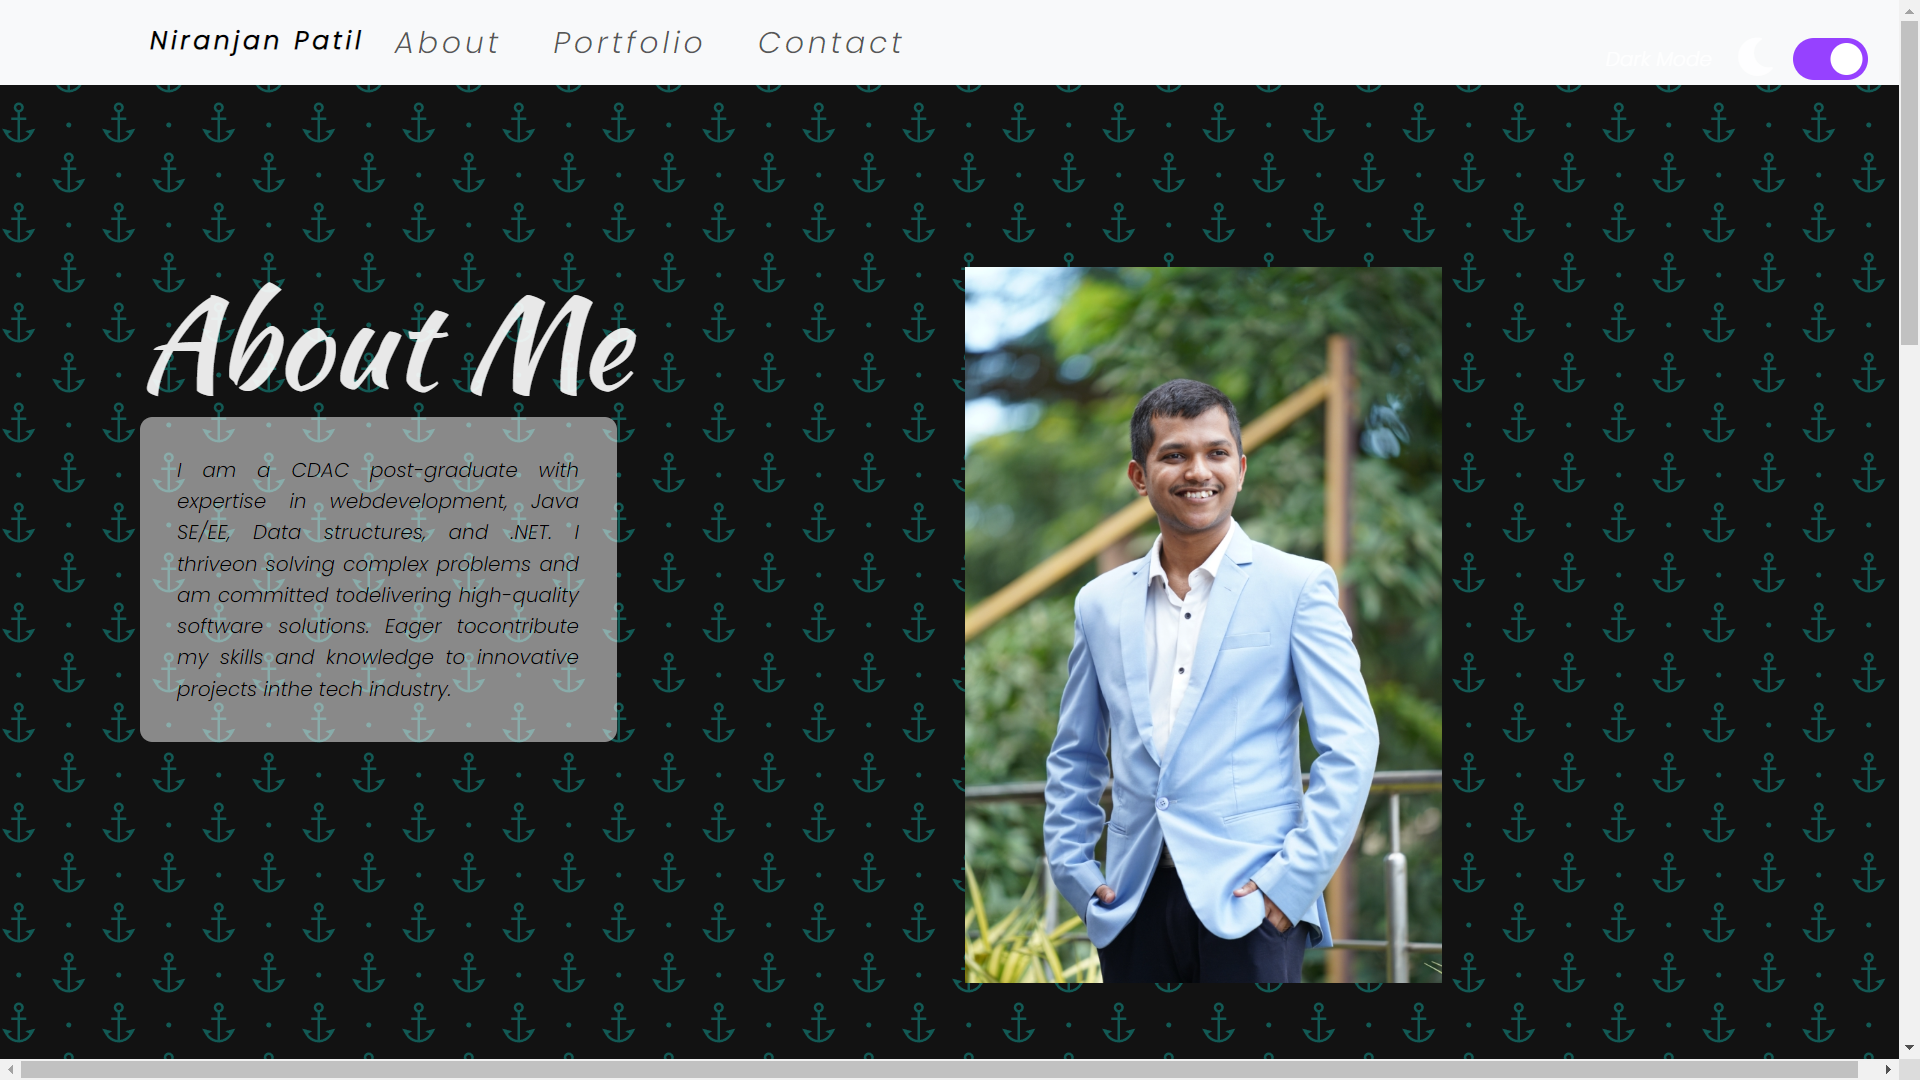 Niranjan Patil About Portfolio Contact
Dark Mode
About Me
I am a CDAC post-graduate with
expertise in webdevelopment, Java
SE/EE, Data structures, and .NET. I
thriveon solving complex problems and
am committed todelivering high-quality
software solutions. Eager tocontribute
my skills and knowledge to innovative
projects inthe tech industry.